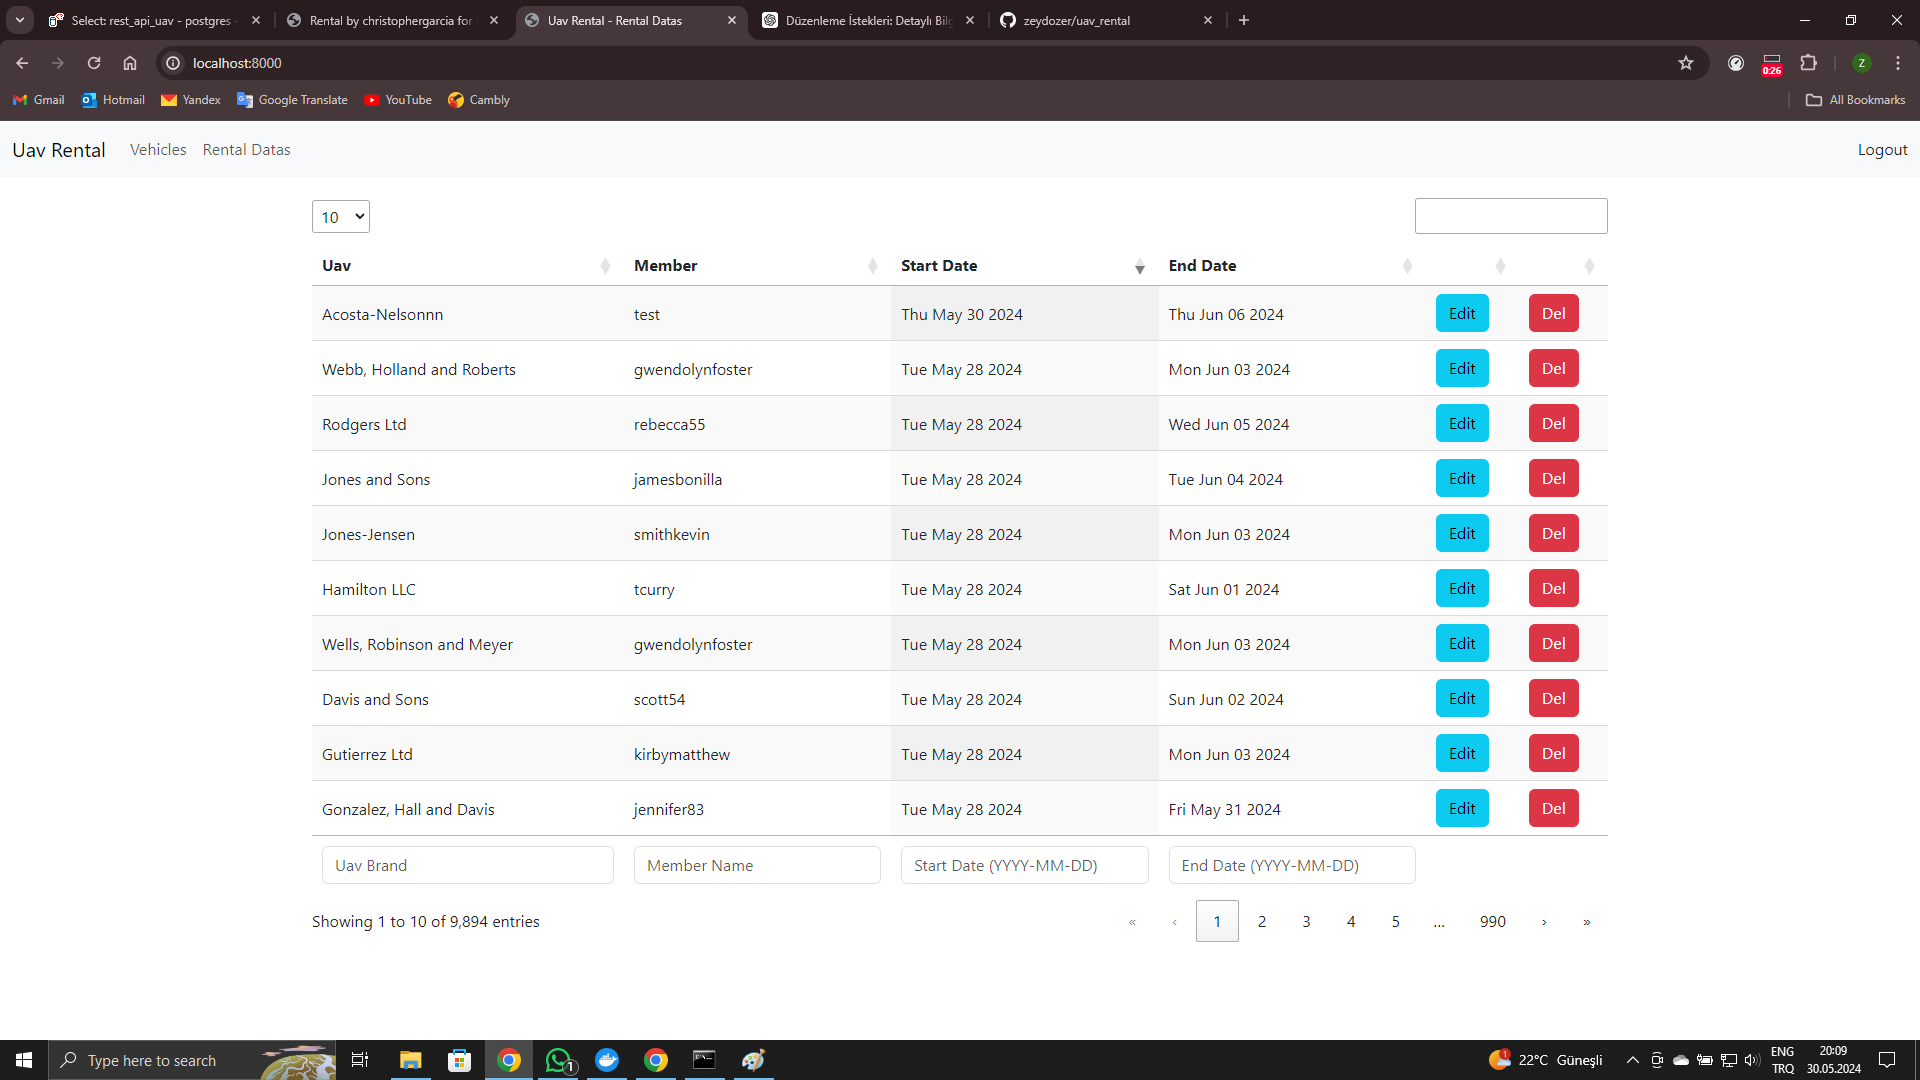 Select: rest_api_uav - postgres -
Rental by christophergarcia for
Uav Rental - Rental Datas
Düzenleme İstekleri: Detaylı Bilg
zeydozer/uav_rental
localhost:8000
0:26
Z
Gmail
Hotmail
Yandex
Google Translate
YouTube
Cambly
All Bookmarks
Uav Rental
Vehicles
Rental Datas
Logout
10
Uav Member Start Date End Date
Acosta-Nelsonnn test Thu May 30 2024 Thu Jun 06 2024 Edit Del
Webb, Holland and Roberts gwendolynfoster Tue May 28 2024 Mon Jun 03 2024 Edit Del
Rodgers Ltd rebecca55 Tue May 28 2024 Wed Jun 05 2024 Edit Del
Jones and Sons jamesbonilla Tue May 28 2024 Tue Jun 04 2024 Edit Del
Jones-Jensen smithkevin Tue May 28 2024 Mon Jun 03 2024 Edit Del
Hamilton LLC tcurry Tue May 28 2024 Sat Jun 01 2024 Edit Del
Wells, Robinson and Meyer gwendolynfoster Tue May 28 2024 Mon Jun 03 2024 Edit Del
Davis and Sons scott54 Tue May 28 2024 Sun Jun 02 2024 Edit Del
Gutierrez Ltd kirbymatthew Tue May 28 2024 Mon Jun 03 2024 Edit Del
Gonzalez, Hall and Davis jennifer83 Tue May 28 2024 Fri May 31 2024 Edit Del
Uav Brand Member Name Start Date (YYYY-MM-DD) End Date (YYYY-MM-DD)
Showing 1 to 10 of 9,894 entries « ‹ 1 2 3 4 5 … 990 › »
Type here to search
1
1
22°C Güneşli
ENG
TRQ
20:09
30.05.2024